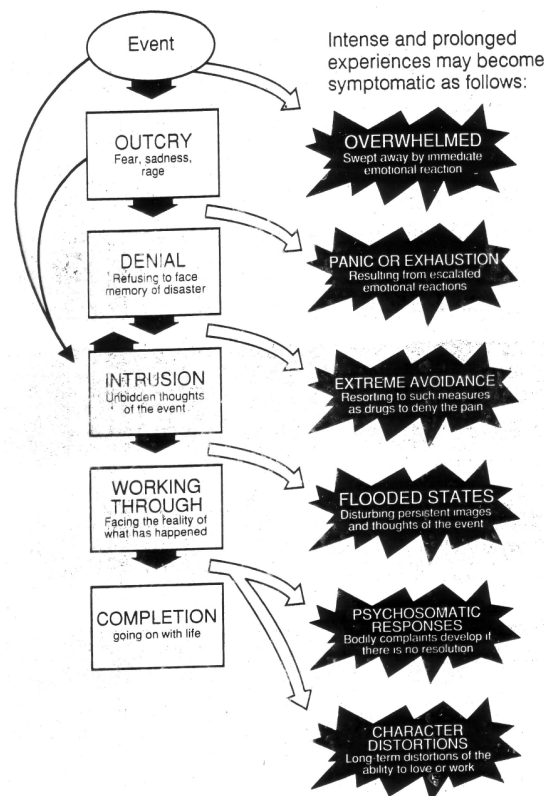 Event
Intense and prolonged
experiences may become
symptomatic as follows:
OUTCRY
Fear, sadness,
rage
OVERWHELMED
Swept away by immediate
emotional reaction
DENIAL
Refusing to face
memory of disaster
PANIC OR EXHAUSTION
Resulting from escalated
emotional reactions
INTRUSION
Unbidden thoughts
of the event
EXTREME AVOIDANCE
Resorting to such measures
as drugs to deny the pain
WORKING
THROUGH
Facing the reality of
what has happened
FLOODED STATES
Disturbing persistent images
and thoughts of the event
COMPLETION
going on with life
PSYCHOSOMATIC
RESPONSES
Bodily complaints develop if
there is no resolution
CHARACTER
DISTORTIONS
Long-term distortions of the
ability to love or work